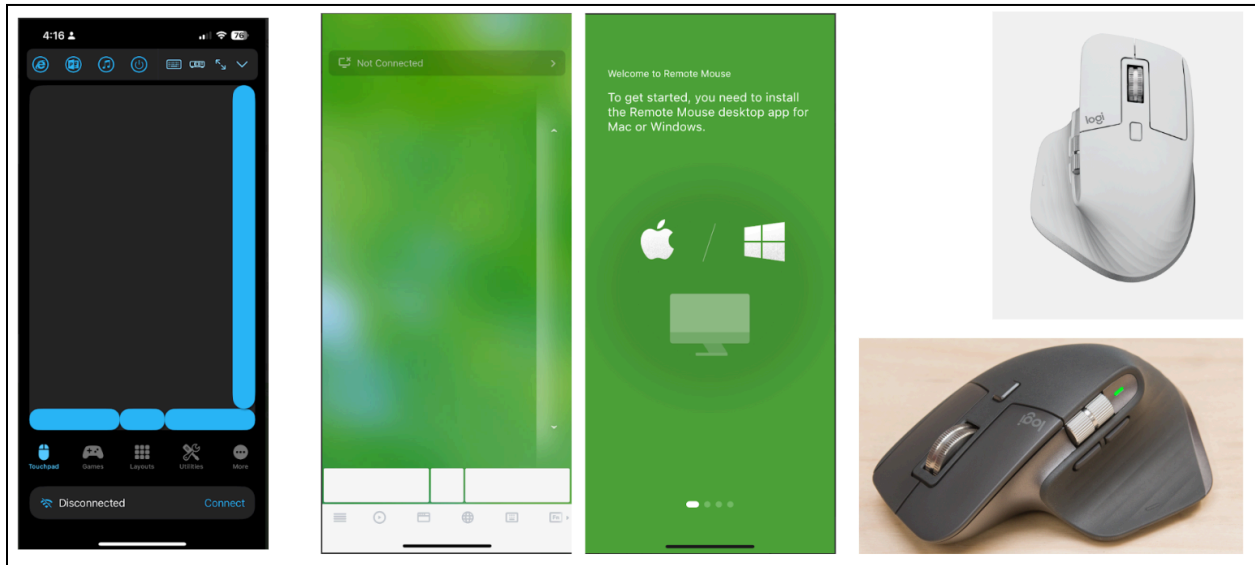 4:16
76
Touchpad
Games
Layouts
Utilities
More
Disconnected
Connect
Not Connected
Welcome to Remote Mouse
To get started, you need to install
the Remote Mouse desktop app for
Mac or Windows.
logi
logi